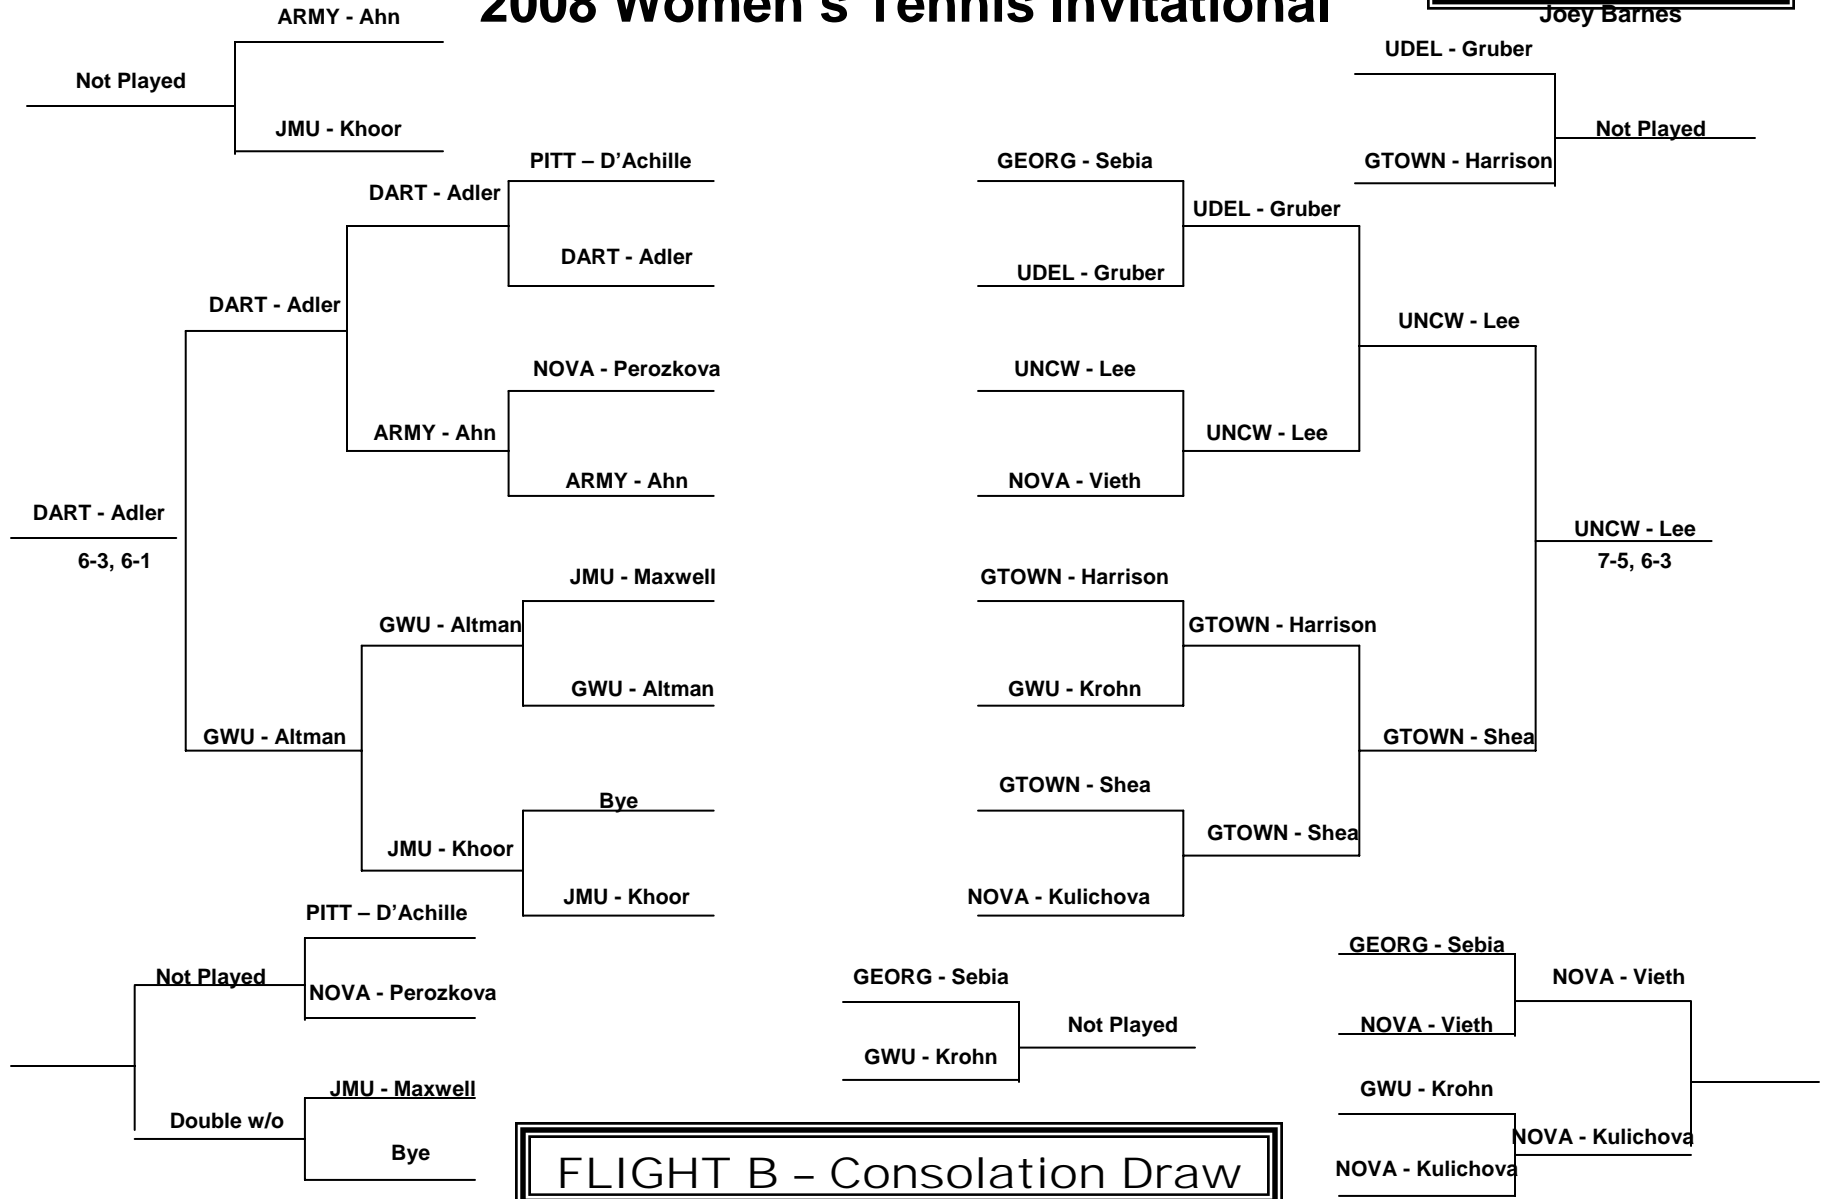 2008 Women's Tennis Invitational
Joey Barnes
ARMY - Ahn
Not Played
JMU - Khoor
UDEL - Gruber
Not Played
GTOWN - Harrison
PITT – D'Achille
DART - Adler
DART - Adler
DART - Adler
NOVA - Perozkova
ARMY - Ahn
ARMY - Ahn
DART - Adler
6-3, 6-1
JMU - Maxwell
GWU - Altman
GWU - Altman
GWU - Altman
Bye
JMU - Khoor
JMU - Khoor
GEORG - Sebia
UDEL - Gruber
UDEL - Gruber
UNCW - Lee
UNCW - Lee
UNCW - Lee
NOVA - Vieth
UNCW - Lee
7-5, 6-3
GTOWN - Harrison
GTOWN - Harrison
GWU - Krohn
GTOWN - Shea
GTOWN - Shea
GTOWN - Shea
NOVA - Kulichova
PITT – D'Achille
Not Played
NOVA - Perozkova
JMU - Maxwell
Double w/o
Bye
GEORG - Sebia
Not Played
GWU - Krohn
GEORG - Sebia
NOVA - Vieth
NOVA - Vieth
GWU - Krohn
NOVA - Kulichova
NOVA - Kulichova
FLIGHT B – Consolation Draw